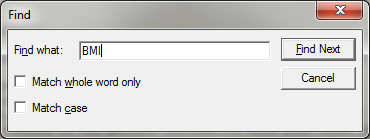 Find
Find what: BMI Find Next
Cancel
Match whole word only
Match case